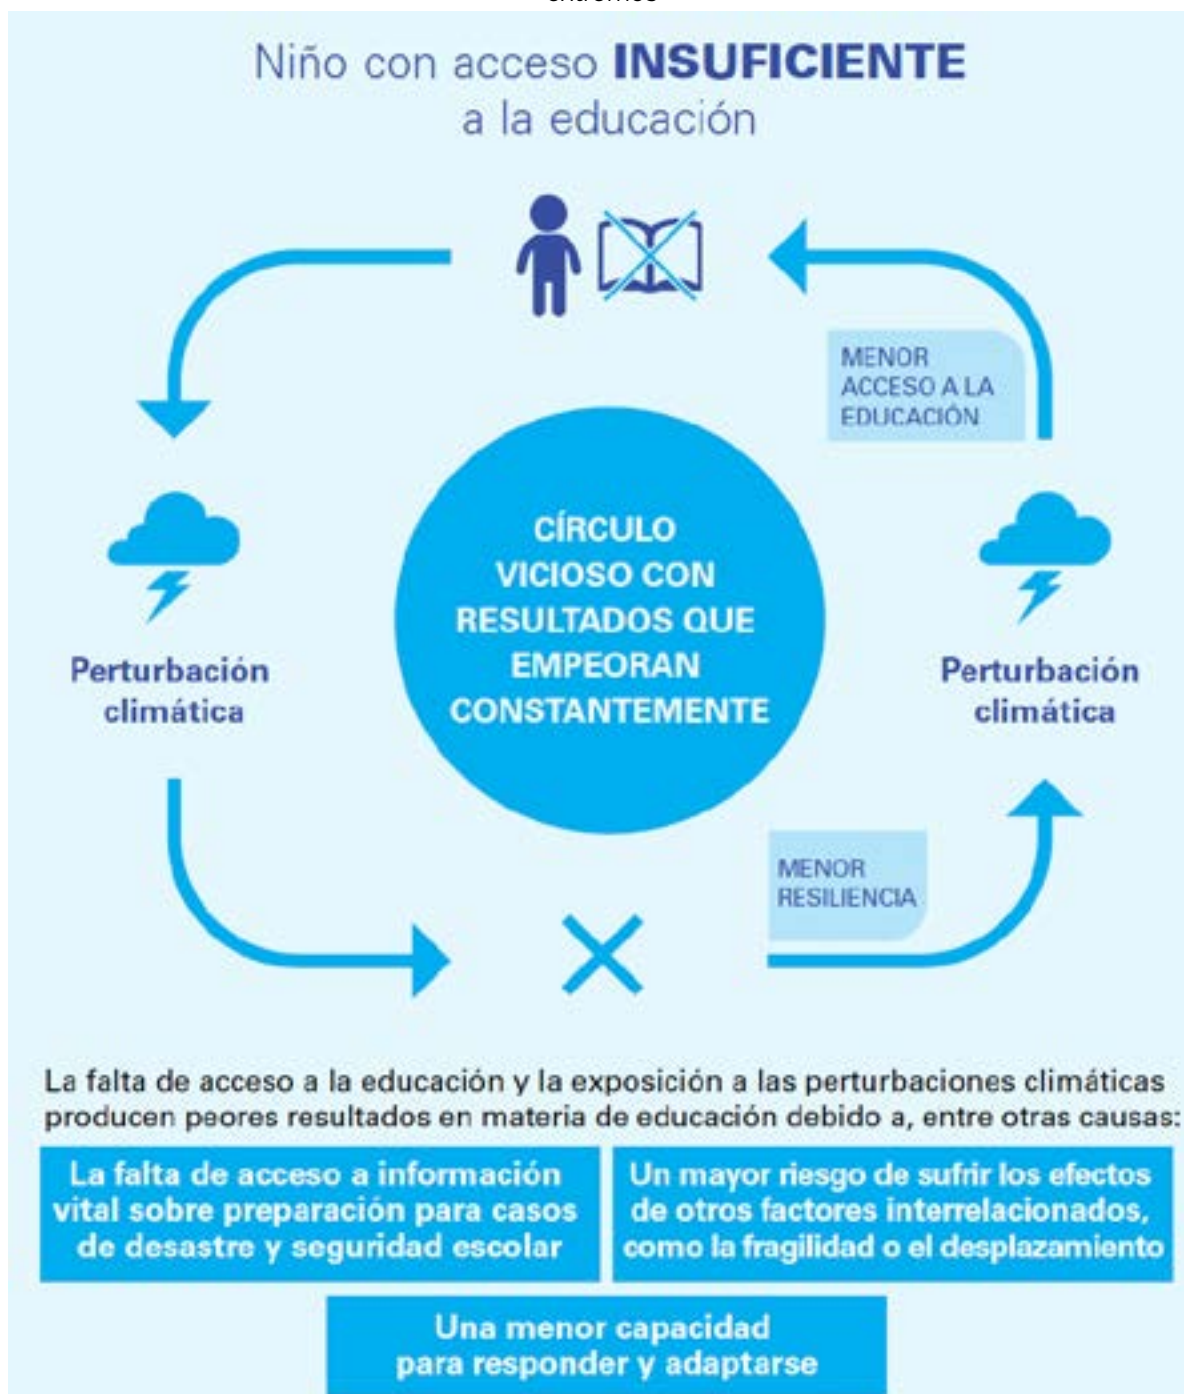 extremos
Niño con acceso INSUFICIENTE
a la educación
MENOR
ACCESO A LA
EDUCACIÓN
CÍRCULO
VICIOSO CON
RESULTADOS QUE
EMPEORAN
CONSTANTEMENTE
Perturbación
climática
Perturbación
climática
MENOR
RESILIENCIA
La falta de acceso a la educación y la exposición a las perturbaciones climáticas
producen peores resultados en materia de educación debido a, entre otras causas:
La falta de acceso a información
vital sobre preparación para casos
de desastre y seguridad escolar
Un mayor riesgo de sufrir los efectos
de otros factores interrelacionados,
como la fragilidad o el desplazamiento
Una menor capacidad
para responder y adaptarse